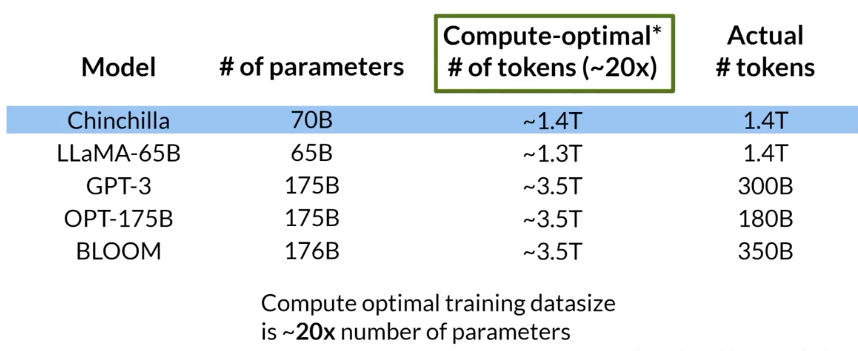 Model # of parameters Compute-optimal* # of tokens (~20x) Actual # tokens
Chinchilla 70B ~1.4T 1.4T
LLaMA-65B 65B ~1.3T 1.4T
GPT-3 175B ~3.5T 300B
OPT-175B 175B ~3.5T 180B
BLOOM 176B ~3.5T 350B
Compute optimal training datasize
is ~20x number of parameters